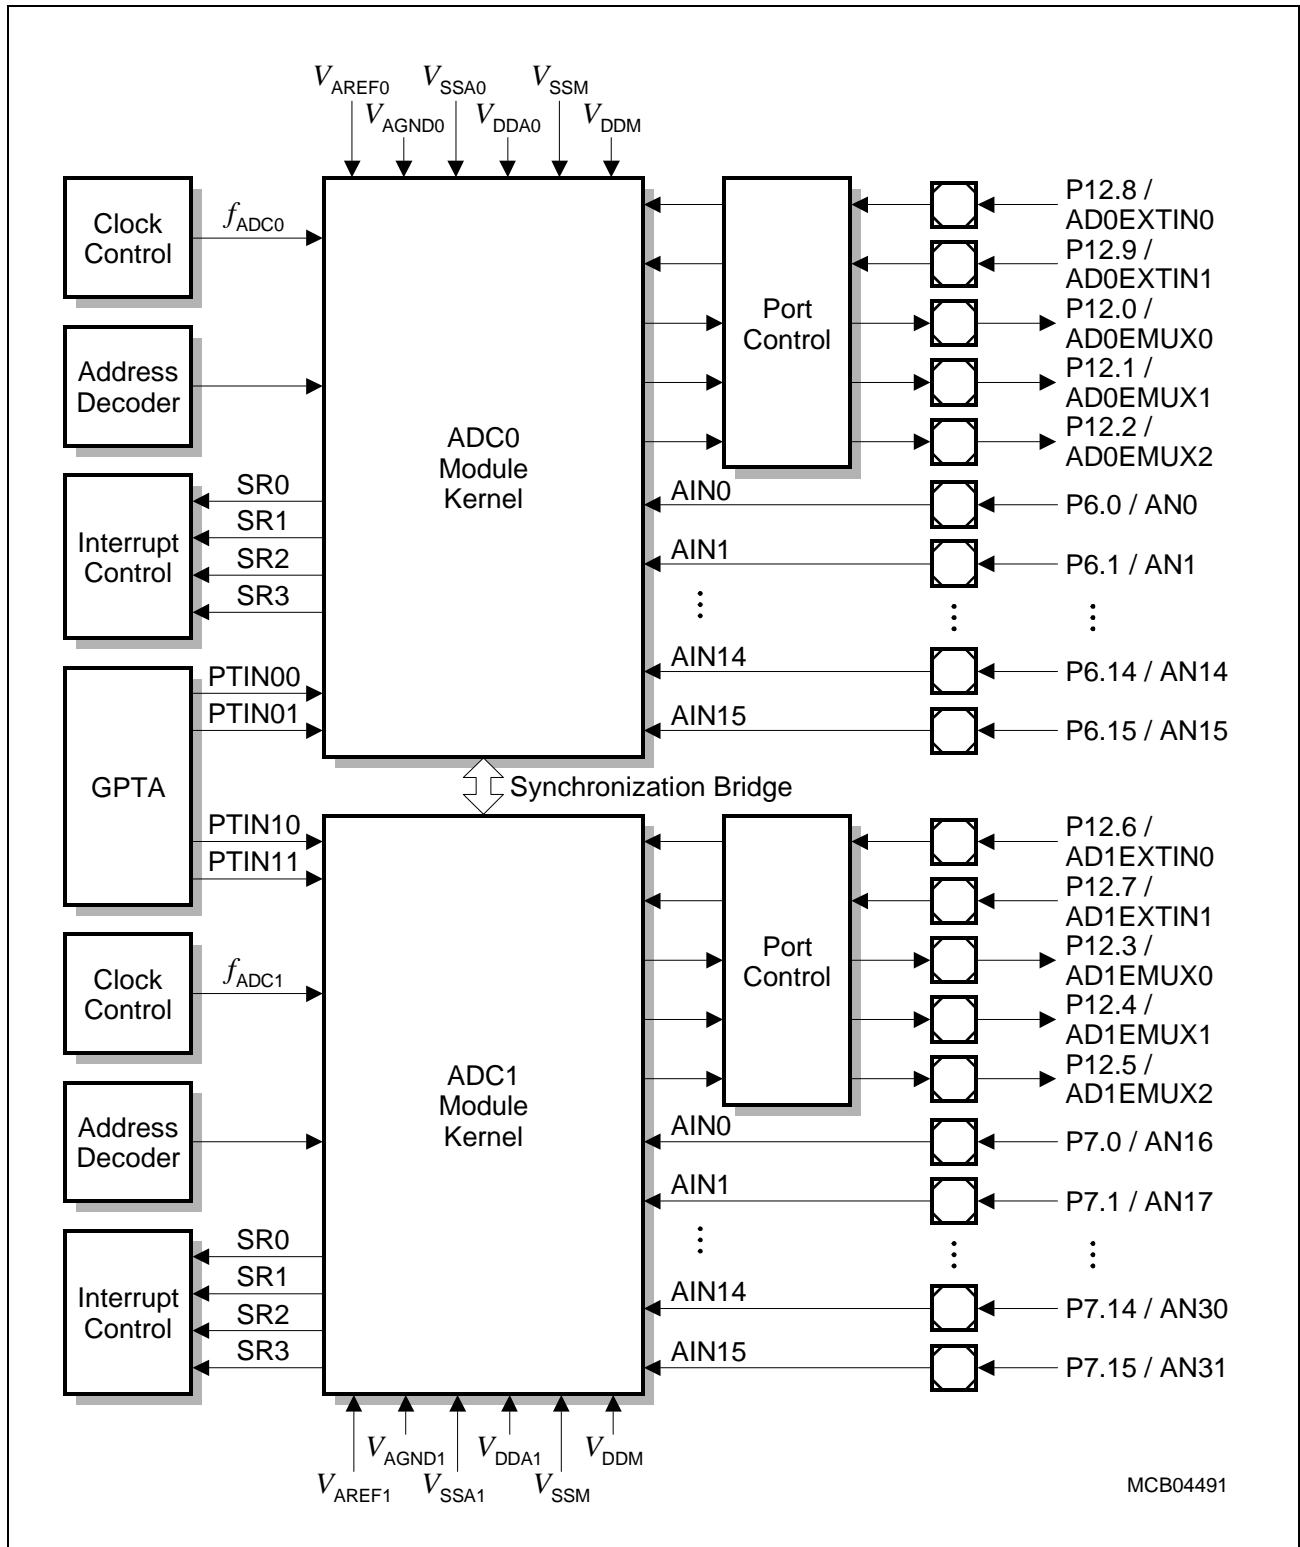 VAREF0 VSSA0 VSSM
VAGND0 VDDA0 VDDM
Clock
Control
fADC0
Address
Decoder
Interrupt
Control
SR0
SR1
SR2
SR3
GPTA
PTIN00
PTIN01
PTIN10
PTIN11
ADC0
Module
Kernel
Port
Control
P12.8 /
AD0EXTIN0
P12.9 /
AD0EXTIN1
P12.0 /
AD0EMUX0
P12.1 /
AD0EMUX1
P12.2 /
AD0EMUX2
AIN0
P6.0 / AN0
AIN1
P6.1 / AN1
AIN14
P6.14 / AN14
AIN15
P6.15 / AN15
Synchronization Bridge
Clock
Control
fADC1
Address
Decoder
Interrupt
Control
SR0
SR1
SR2
SR3
ADC1
Module
Kernel
Port
Control
P12.6 /
AD1EXTIN0
P12.7 /
AD1EXTIN1
P12.3 /
AD1EMUX0
P12.4 /
AD1EMUX1
P12.5 /
AD1EMUX2
AIN0
P7.0 / AN16
AIN1
P7.1 / AN17
AIN14
P7.14 / AN30
AIN15
P7.15 / AN31
VAGND1 VDDA1 VDDM
VAREF1 VSSA1 VSSM
MCB04491